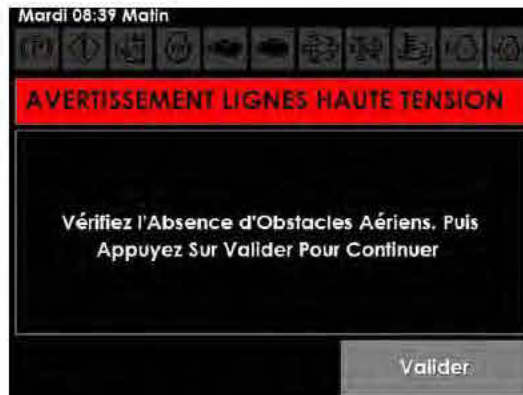 Mardi 08:39 Matin
AVERTISSEMENT LIGNES HAUTE TENSION
Vérifiez l'Absence d'Obstacles Aériens. Puis
Appuyez Sur Valider Pour Continuer
Valider